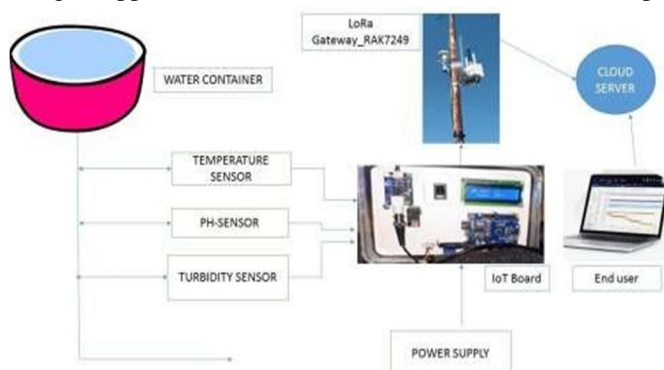 LoRa
Gateway_RAK7249
CLOUD
SERVER
WATER CONTAINER
TEMPERATURE
SENSOR
PH-SENSOR
TURBIDITY SENSOR
IoT Board
End user
POWER SUPPLY